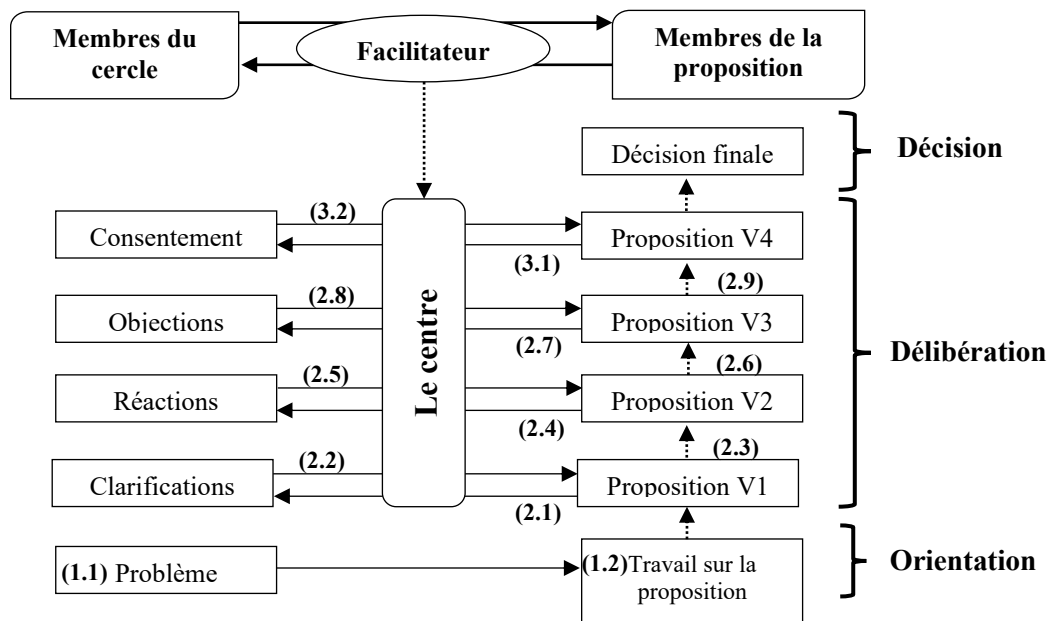 Membres du
cercle
Facilitateur
Membres de la
proposition
Décision finale
Décision
(3.2)
Consentement
Proposition V4
(3.1)
(2.9)
(2.8)
Objections
Proposition V3
(2.7)
(2.6)
Délibération
(2.5)
Réactions
Proposition V2
(2.4)
(2.3)
(2.2)
Clarifications
Proposition V1
(2.1)
Le centre
(1.1) Problème
(1.2)Travail sur la
proposition
Orientation